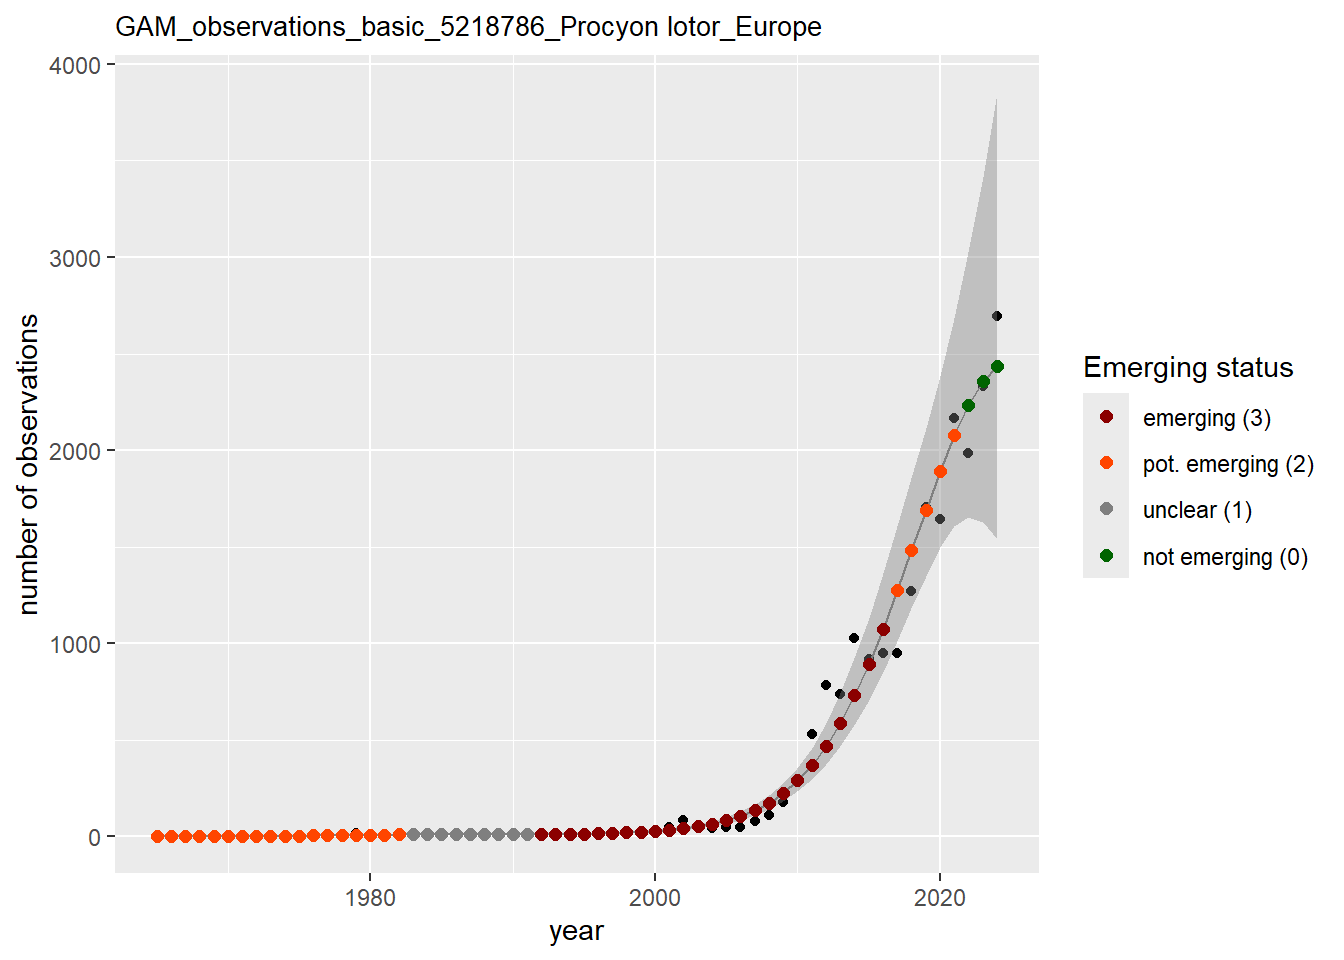 GAM_observations_basic_5218786_Procyon lotor_Europe
number of observations
4000
3000
2000
1000
0
1980
2000
2020
year
Emerging status
emerging (3)
pot. emerging (2)
unclear (1)
not emerging (0)